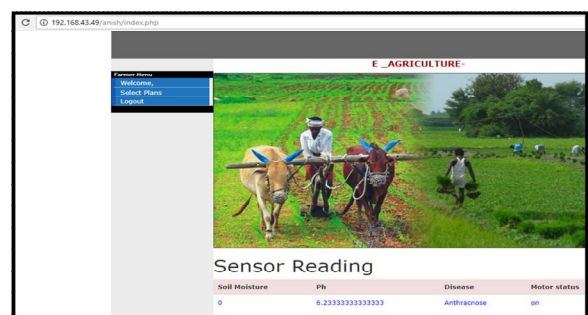 192.168.43.49/anish/index.php
E _AGRICULTURE-
Farmer Menu
Welcome,
Select Plans
Logout
Sensor Reading
Soil Moisture Ph Disease Motor status
0 6.23333333333333 Anthracnose on